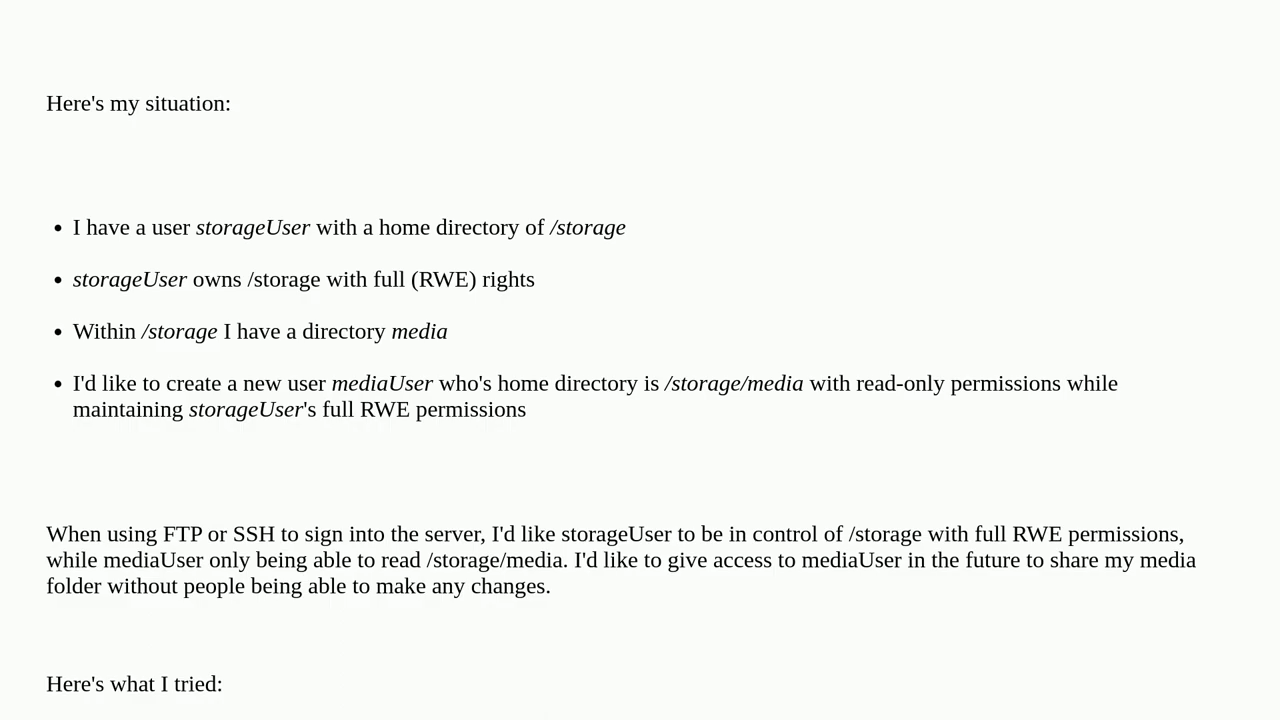 Here's my situation:
• I have a user storageUser with a home directory of /storage
• storageUser owns /storage with full (RWE) rights
• Within /storage I have a directory media
• I'd like to create a new user mediaUser who's home directory is /storage/media with read-only permissions while
maintaining storageUser's full RWE permissions
When using FTP or SSH to sign into the server, I'd like storageUser to be in control of /storage with full RWE permissions,
while mediaUser only being able to read /storage/media. I'd like to give access to mediaUser in the future to share my media
folder without people being able to make any changes.
Here's what I tried: